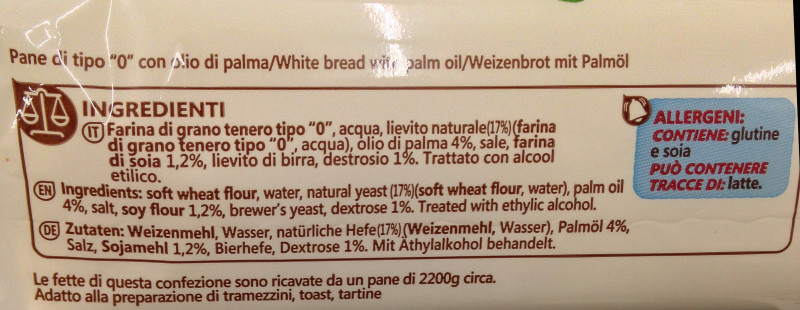 Pane di tipo "0" con olio di palma/White bread with palm oil/Weizenbrot mit Palmöl
INGREDIENTI
IT Farina di grano tenero tipo "0", acqua, lievito naturale(17%)(farina
di grano tenero tipo "0", acqua), olio di palma 4%, sale, farina
di soia 1,2%, lievito di birra, destrosio 1%. Trattato con alcool
etilico.
EN Ingredients: soft wheat flour, water, natural yeast (17%)(soft wheat flour, water), palm oil
4%, salt, soy flour 1,2%, brewer's yeast, dextrose 1%. Treated with ethylic alcohol.
DE Zutaten: Weizenmehl, Wasser, natürliche Hefe(17%)(Weizenmehl, Wasser), Palmöl 4%,
Salz, Sojamehl 1,2%, Bierhefe, Dextrose 1%. Mit Äthylalkohol behandelt.
ALLERGENI:
CONTIENE: glutine
e soia
PUÒ CONTENERE
TRACCE DI: latte.
Le fette di questa confezione sono ricavate da un pane di 2200g circa.
Adatto alla preparazione di tramezzini, toast, tartine